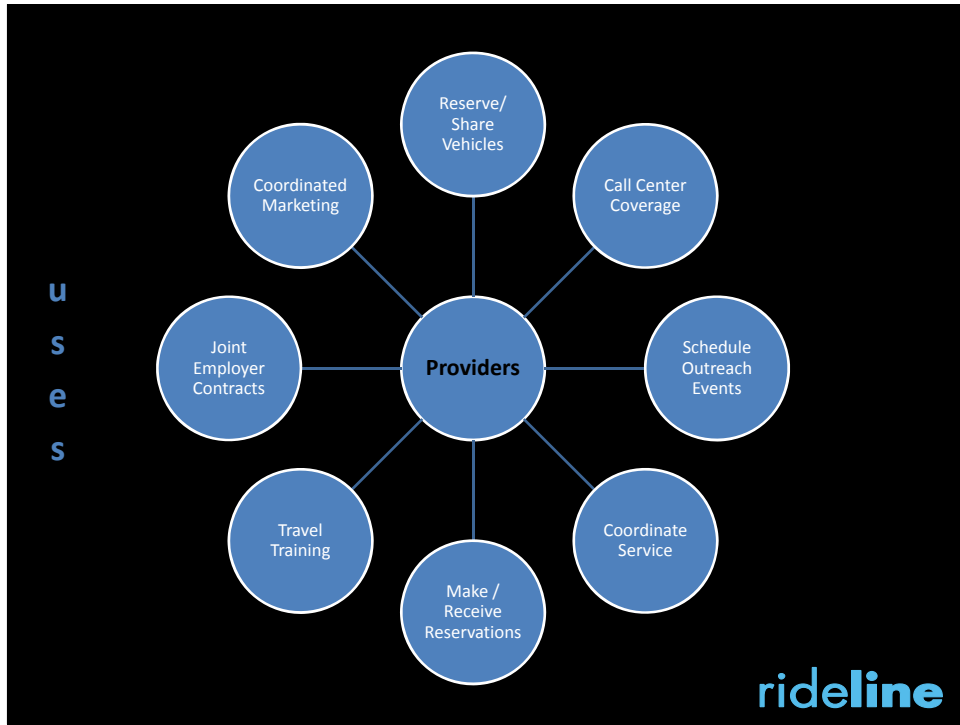 Reserve/
Share
Vehicles
Coordinated
Marketing
Call Center
Coverage
u
s
e
s
Joint
Employer
Contracts
Providers
Schedule
Outreach
Events
Travel
Training
Coordinate
Service
Make /
Receive
Reservations
rideline